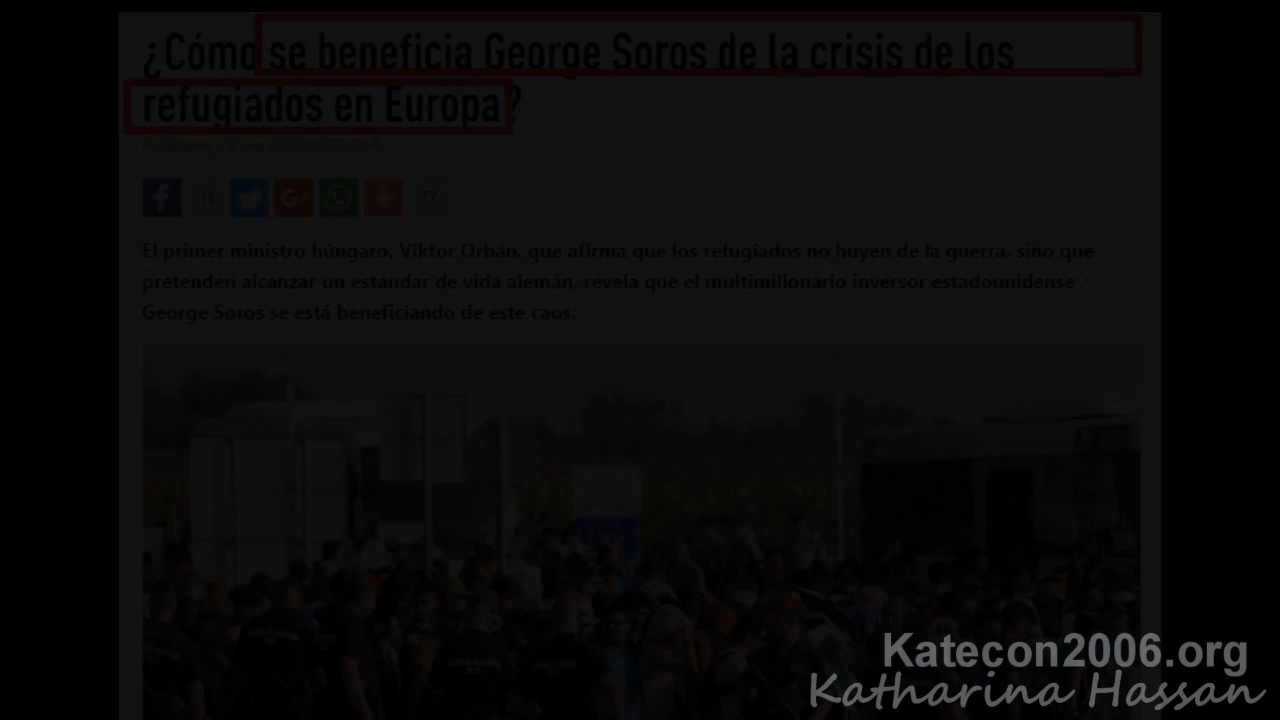 ¿Cómo se beneficia George Soros de la crisis de los
refugiados en Europa?
18
77
El primer ministro húngaro, Viktor Orbán, que afirma que los refugiados no huyen de la guerra, sino que
pretenden alcanzar un estándar de vida alemán, revela que el multimillonario inversor estadounidense
George Soros se está beneficiando de este caos.
Katecon2006.org
Katharina Hassan